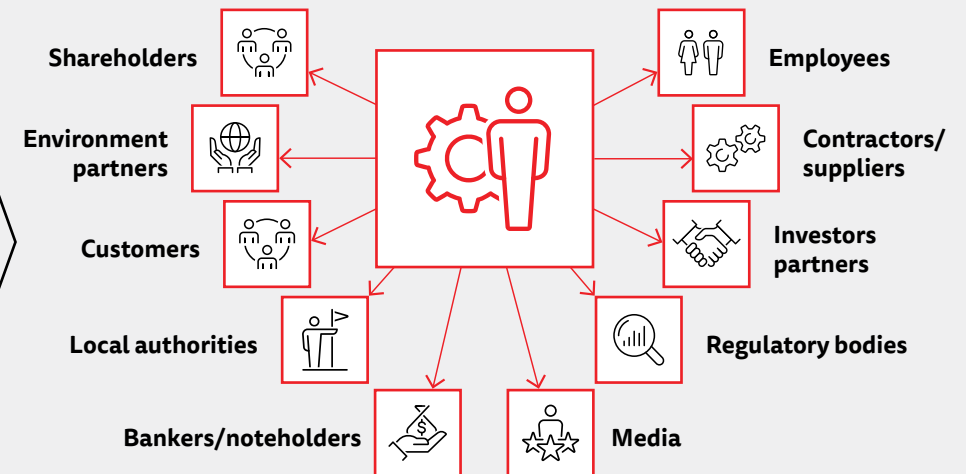 Shareholders
Employees
Environment
partners
Contractors/
suppliers
Customers
Investors
partners
Local authorities
Regulatory bodies
Bankers/noteholders
$
Media